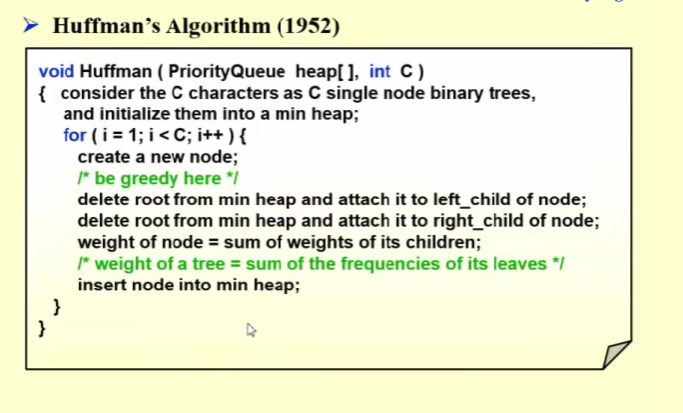 ➤ Huffman's Algorithm (1952)
void Huffman ( PriorityQueue heap[ ], int C )
{ consider the C characters as C single node binary trees,
and initialize them into a min heap;
for ( i = 1; i < C; i++ ) {
create a new node;
/* be greedy here */
delete root from min heap and attach it to left_child of node;
delete root from min heap and attach it to right_child of node;
weight of node = sum of weights of its children;
/* weight of a tree = sum of the frequencies of its leaves */
insert node into min heap;
}
}